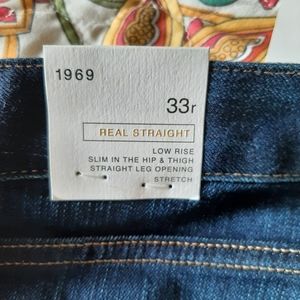 1969
33r
REAL STRAIGHT
LOW RISE
SLIM IN THE HIP & THIGH
STRAIGHT LEG OPENING
STRETCH